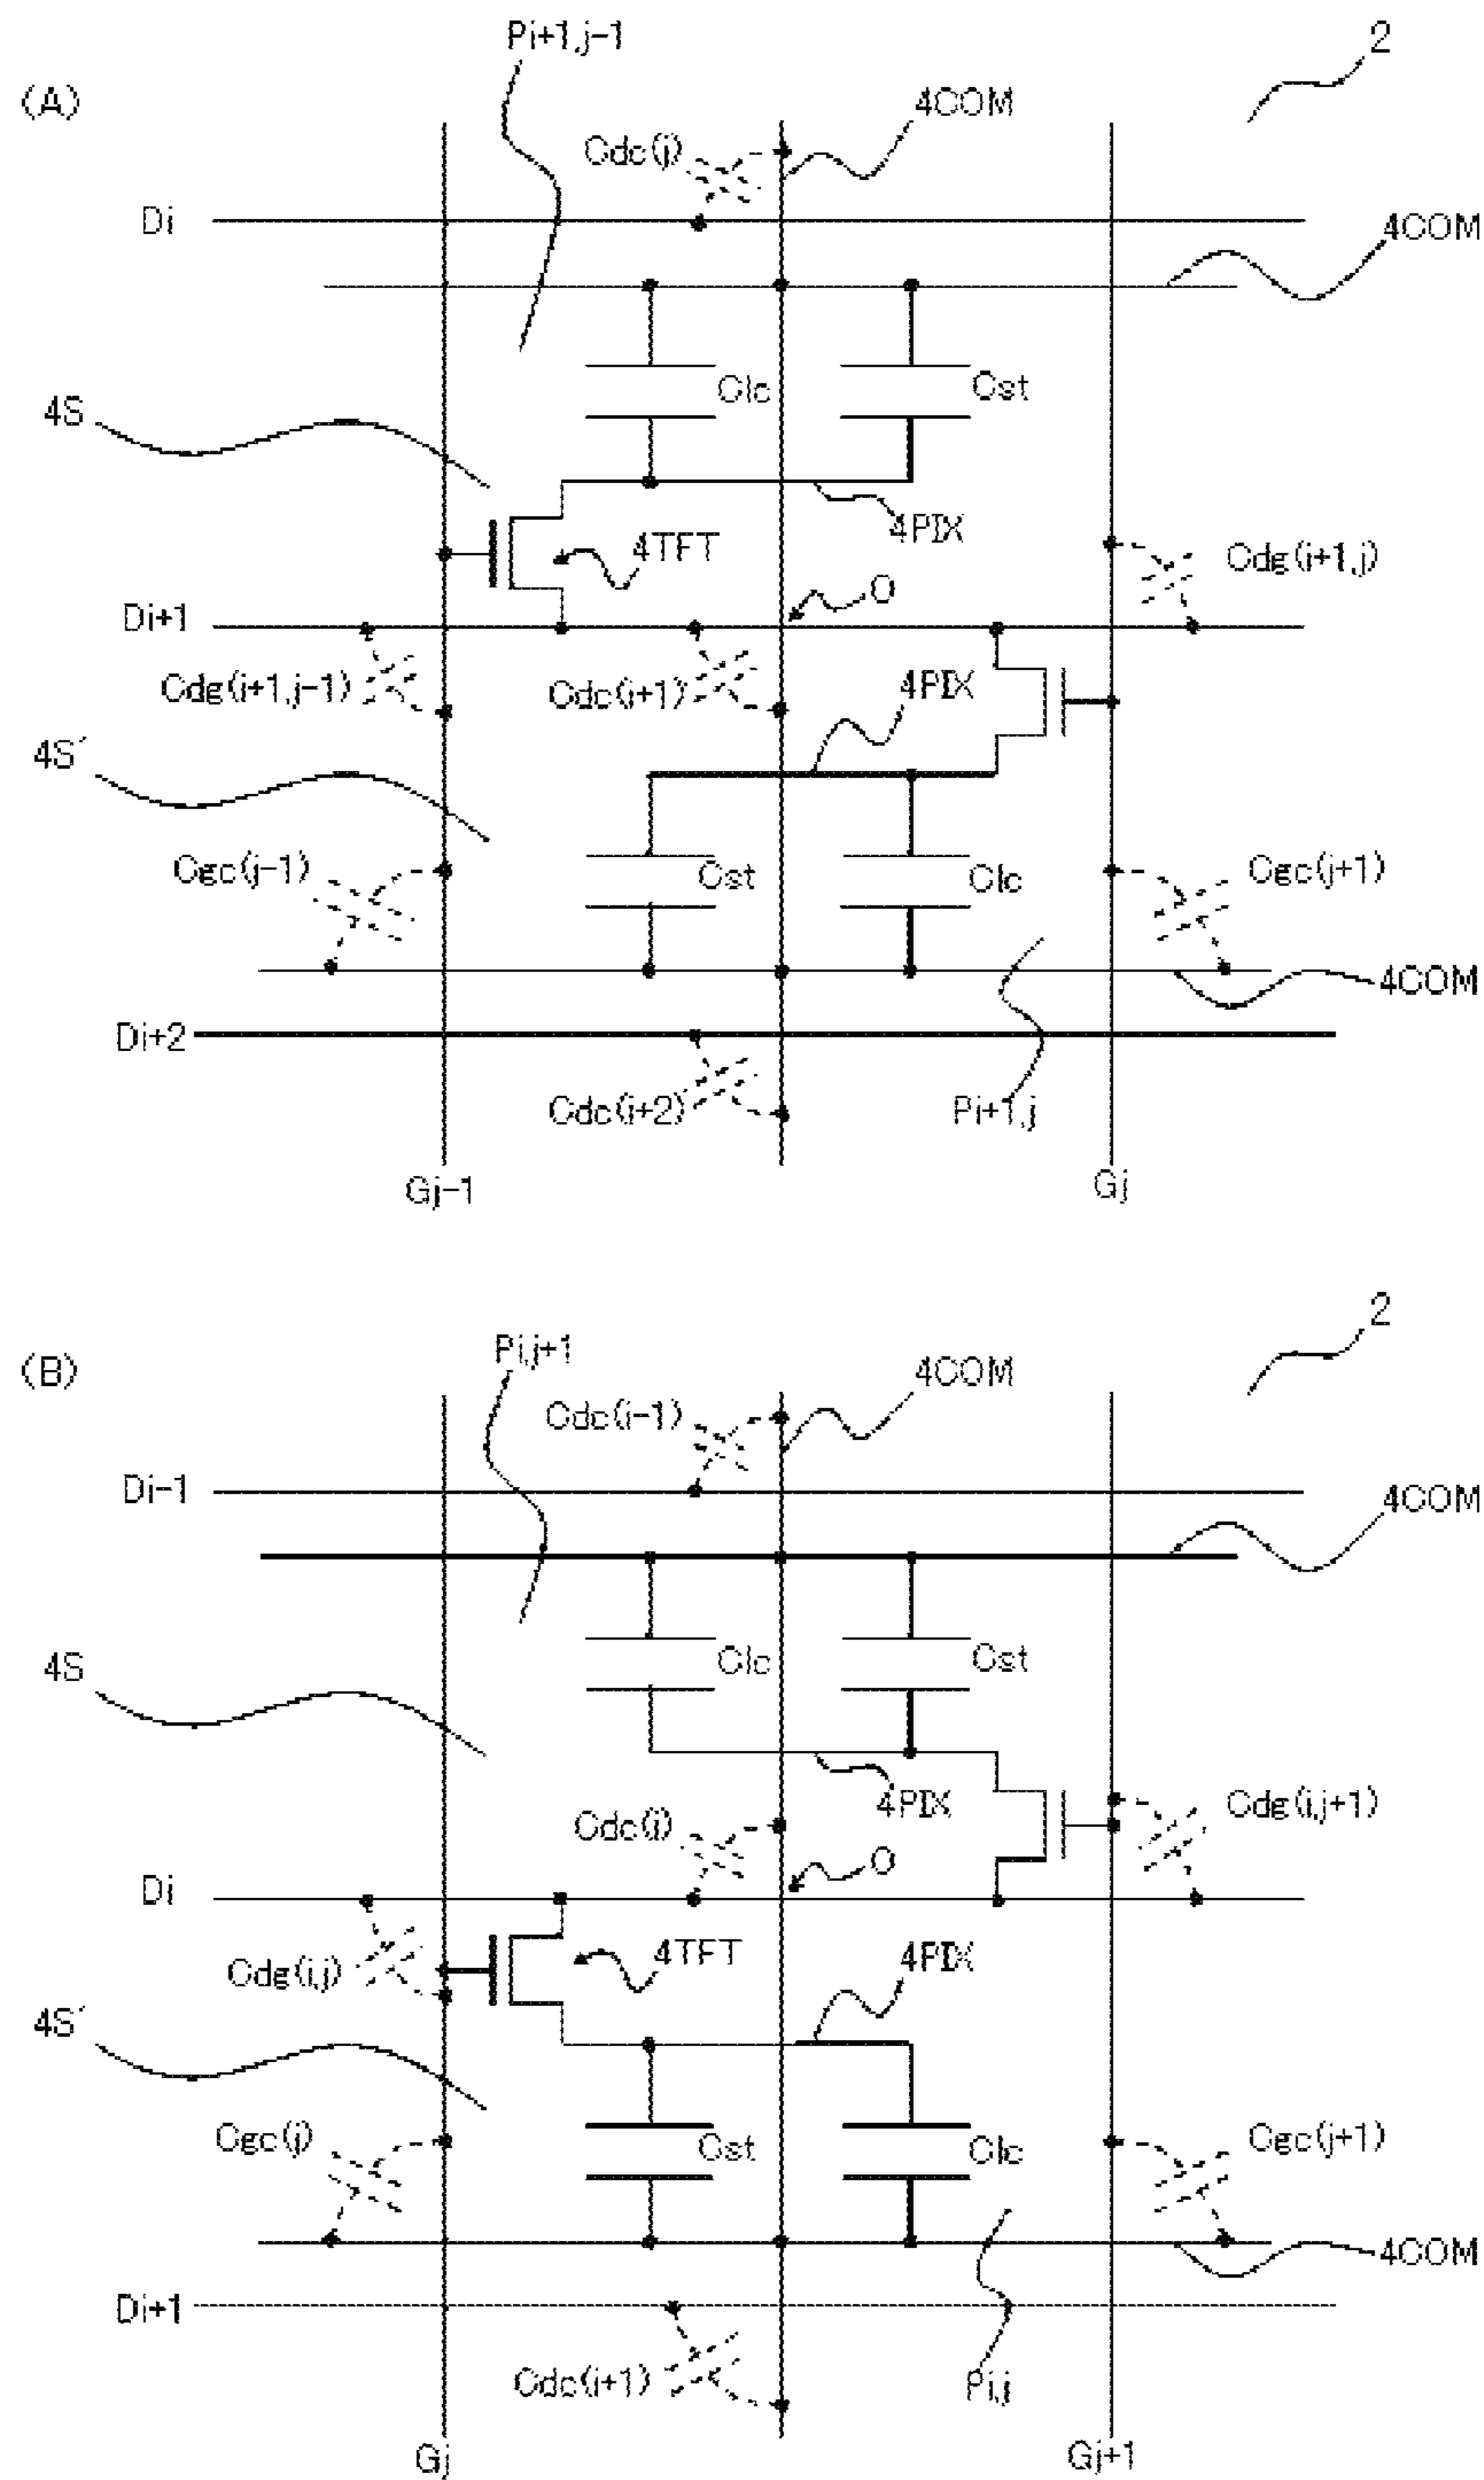 Pi+1,j-1
2
(A)
4COM
Cdc(i)
Di
4COM
Clc
Cst
4S
4PIX
4TFT
Cdg(i+1,j)
O
Di+1
Cdg(i+1,j-1)
Cdc(i+1)
4PIX
4S'
Cgc(j-1)
Cst
Clc
Cgc(j+1)
4COM
Di+2
Cdc(i+2)
Pi+1,j
Gj-1
Gj
2
(B)
Pi,j+1
4COM
Cdc(i-1)
Di-1
4COM
Clc
Cst
4S
4PIX
Cdg(i,j+1)
Cdc(i)
O
Di
4TFT
4PIX
Cdg(i,j)
4S'
Cgc(j)
Cst
Clc
Cgc(j+1)
4COM
Di+1
Cdc(i+1)
Pi,j
Gj
Gj+1